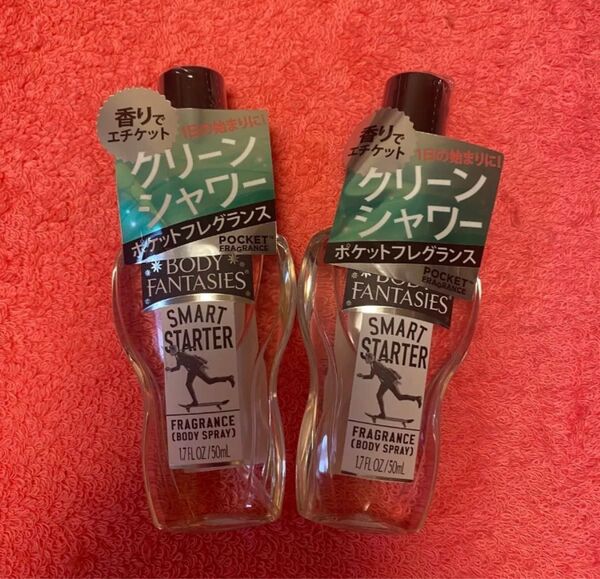 香りで
エチケット
1日の始まりに!
クリーン
シャワー
ポケットフレグランス
POCKET™
FRAGRANCE
BODY
FANTASIES
SMART
STARTER
FRAGRANCE
(BODY SPRAY)
1.7 FL OZ/50mL
香りで
エチケット
1日の始まりに!
クリーン
シャワー
ポケットフレグランス
POCKET™
FRAGRANCE
BODY
FANTASIES
SMART
STARTER
FRAGRANCE
(BODY SPRAY)
1.7 FL OZ/50mL